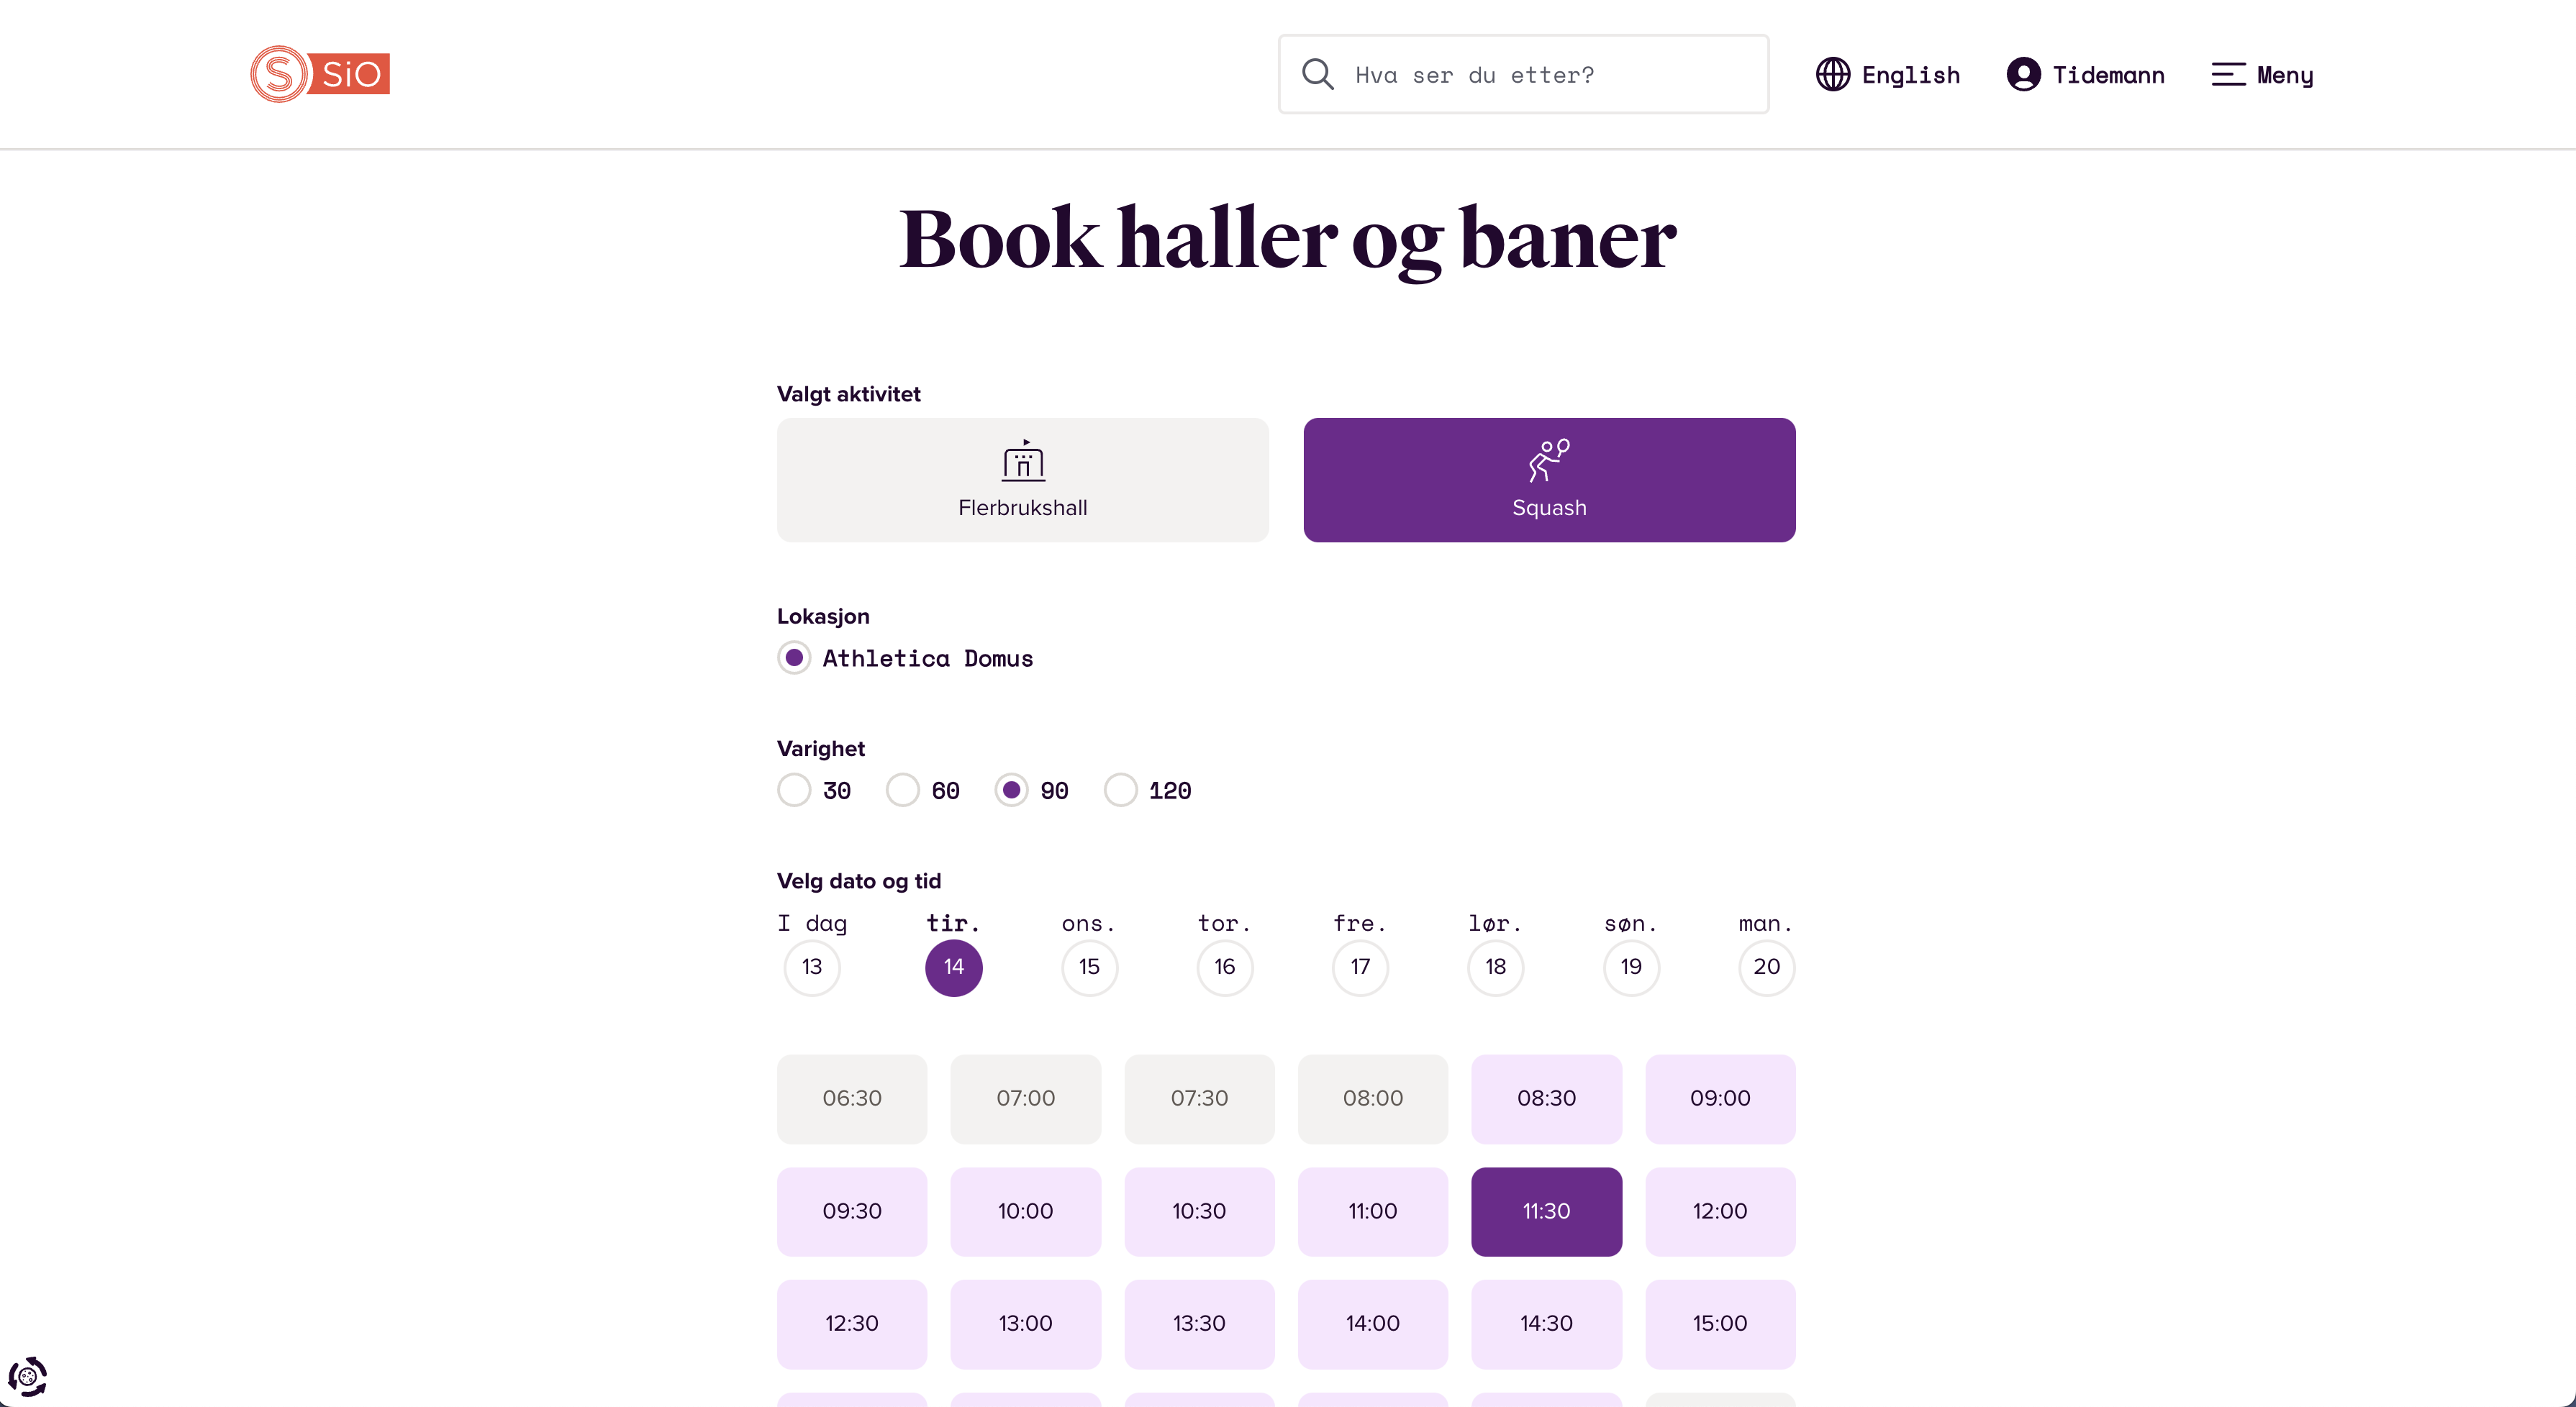 SiO
Hva ser du etter?
English
Tidemann
Meny
Book haller og baner
Valgt aktivitet
Flerbrukshall
Squash
Lokasjon
Athletica Domus
Varighet
30 60 90 120
Velg dato og tid
I dag tir. ons. tor. fre. lør. søn. man.
13 14 15 16 17 18 19 20
06:30 07:00 07:30 08:00 08:30 09:00
09:30 10:00 10:30 11:00 11:30 12:00
12:30 13:00 13:30 14:00 14:30 15:00